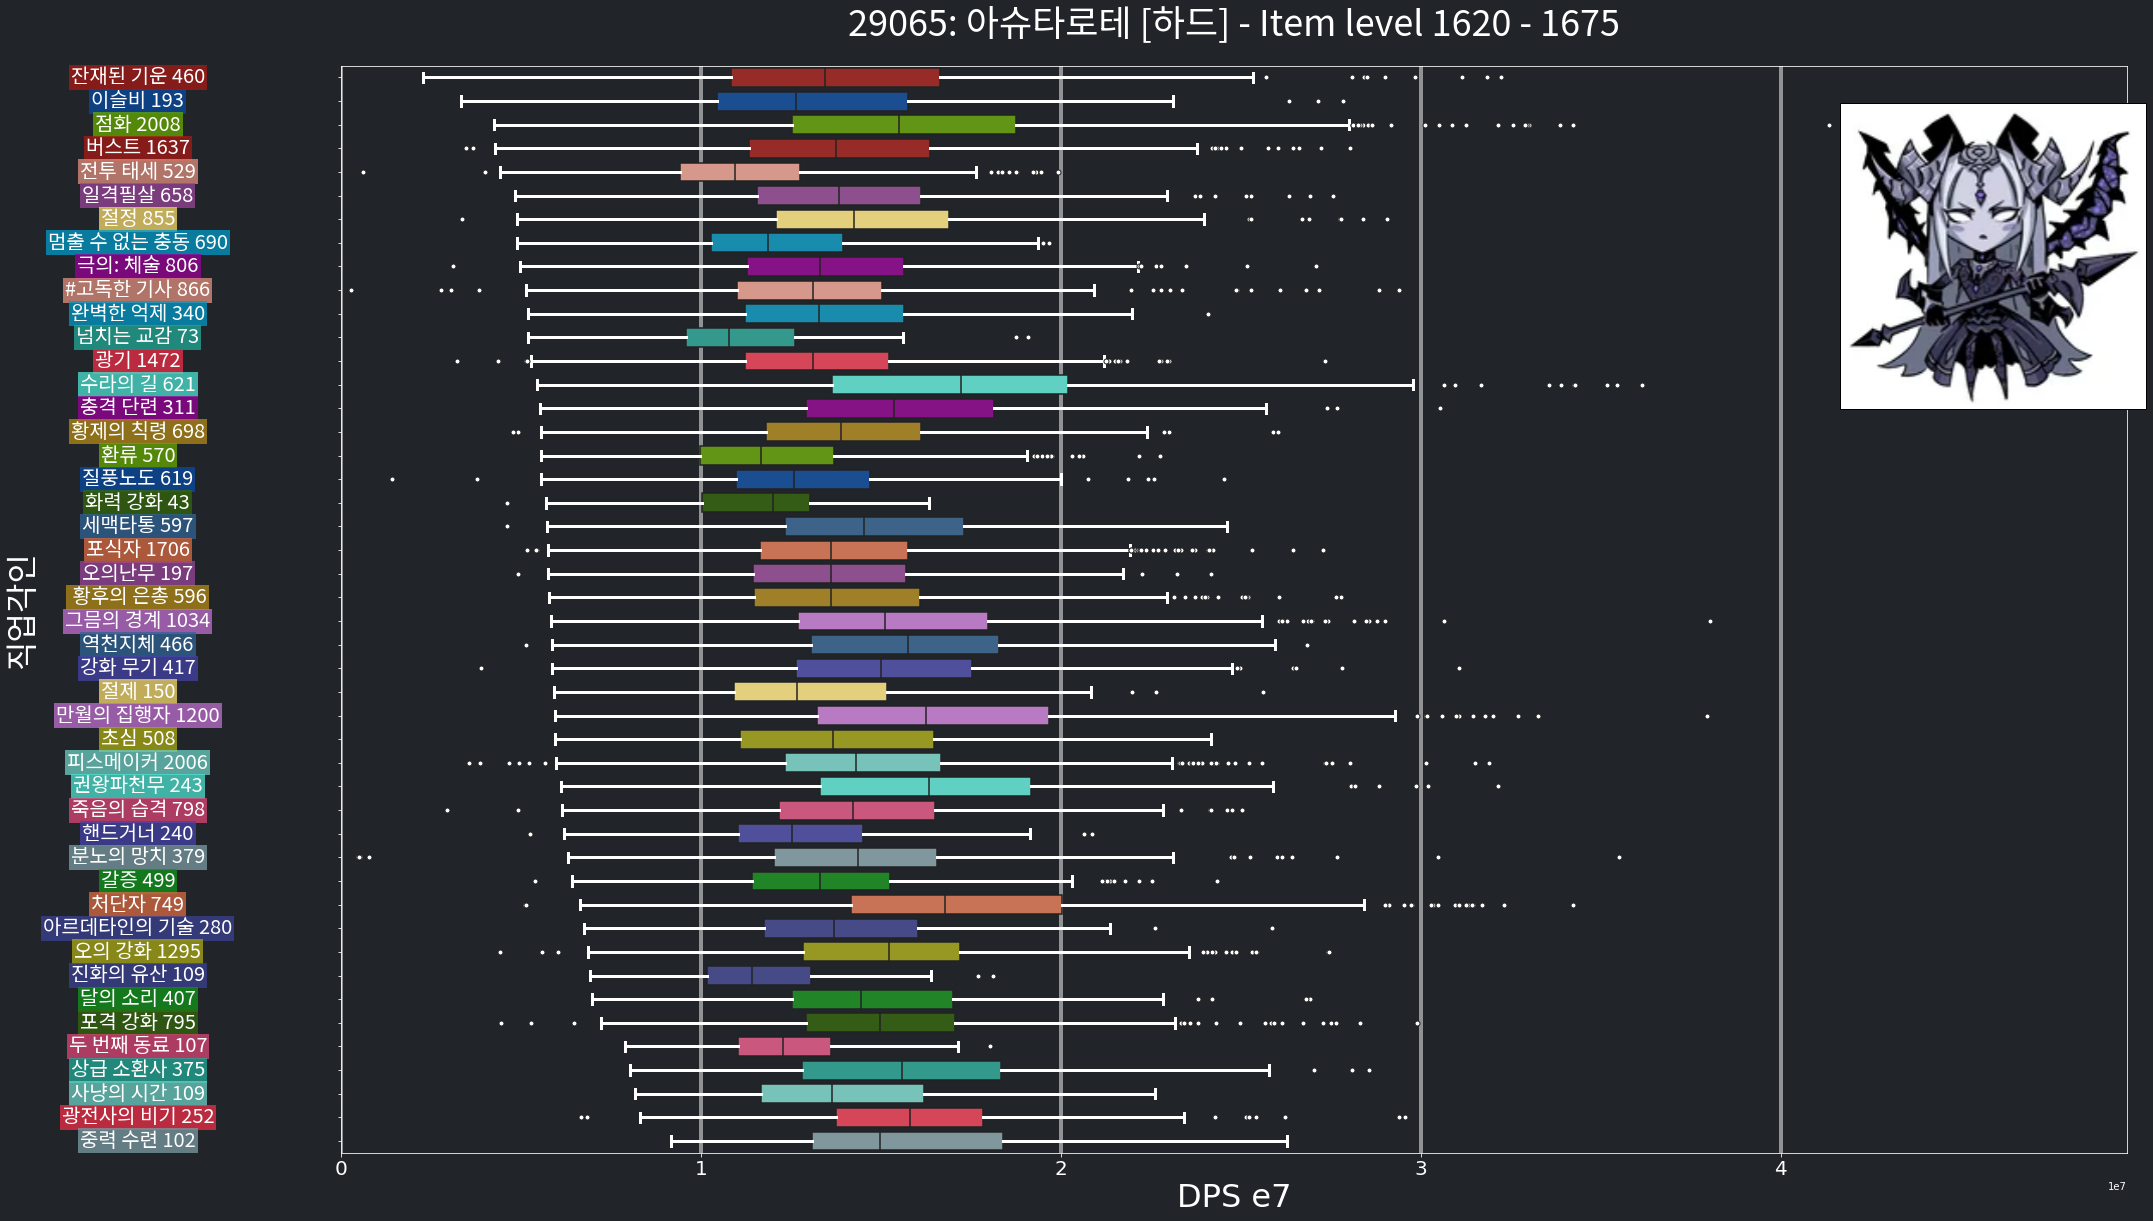 29065: 아슈타로테 [하드] - Item level 1620 - 1675
직업각인
잔재된 기운 460
이슬비 193
점화 2008
버스트 1637
전투 태세 529
일격필살 658
절정 855
멈출 수 없는 충동 690
극의: 체술 806
#고독한 기사 866
완벽한 억제 340
넘치는 교감 73
광기 1472
수라의 길 621
충격 단련 311
황제의 칙령 698
환류 570
질풍노도 619
화력 강화 43
세맥타통 597
포식자 1706
오의난무 197
황후의 은총 596
그믐의 경계 1034
역천지체 466
강화 무기 417
절제 150
만월의 집행자 1200
초심 508
피스메이커 2006
권왕파천무 243
죽음의 습격 798
핸드거너 240
분노의 망치 379
갈증 499
처단자 749
아르데타인의 기술 280
오의 강화 1295
진화의 유산 109
달의 소리 407
포격 강화 795
두 번째 동료 107
상급 소환사 375
사냥의 시간 109
광전사의 비기 252
중력 수련 102
0 1 2 3 4
DPS e7
1e7